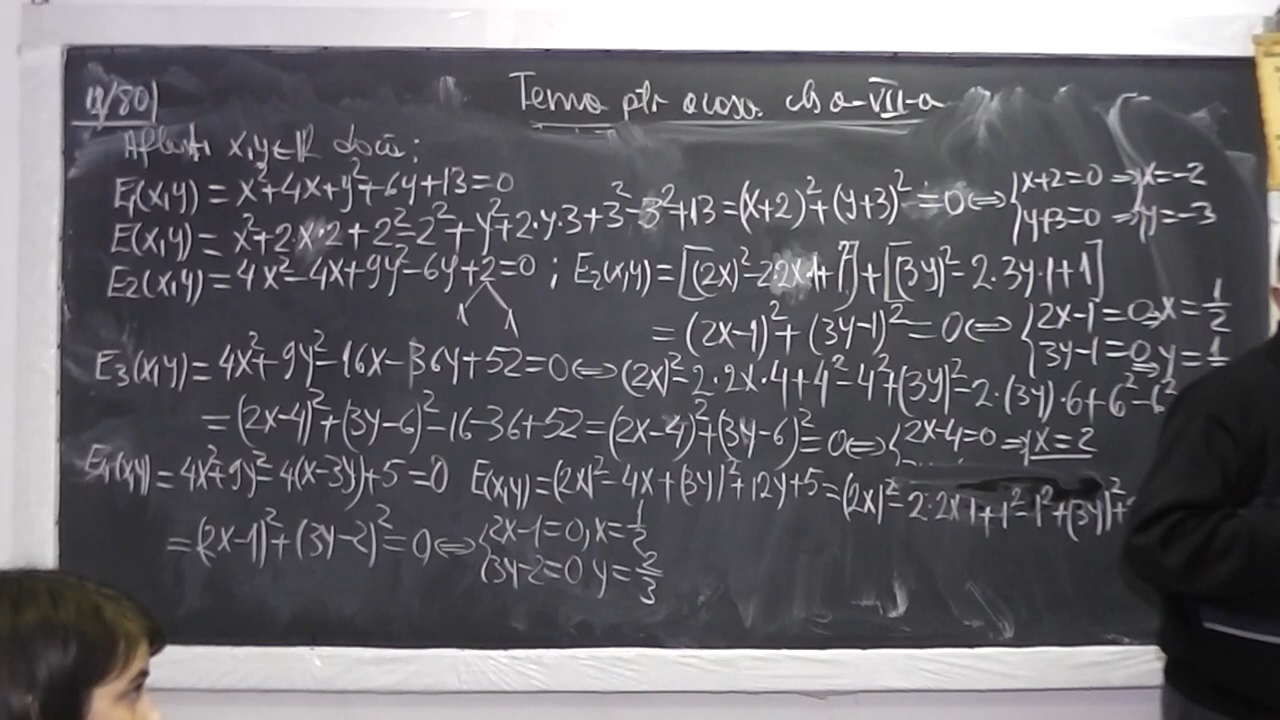 11/80)
Tema ptr acasă cls a-VII-a
Aflați x,y∈ℝ dacă:
E₁(x,y) = x²+4x+y²+6y+13=0
E(x,y) = x²+2·x·2+2²-2²+y²+2·y·3+3²-3²+13=(x+2)²+(y+3)²=0⇔{x+2=0 ⇒x=-2
y+3=0 ⇒y=-3
E₂(x,y) = 4x²-4x+9y²-6y+2=0 ; E₂(x,y)=[(2x)²-2·2x·1+1²]+[(3y)²-2·3y·1+1]
1 1
=(2x-1)²+(3y-1)²=0⇔{2x-1=0 ⇒x=1/2
3y-1=0 ⇒y=1/
E₃(x,y)=4x²+9y²-16x-36y+52=0⇔(2x)²-2·2x·4+4²-4²+(3y)²-2·(3y)·6+6²-6²
=(2x-4)²+(3y-6)²-16-36+52=(2x-4)²+(3y-6)²=0⇔{2x-4=0 ⇒x=2
E₄(x,y)=4x²+9y²-4(x-3y)+5=0 E(x,y)=(2x)²-4x+(3y)²+12y+5=(2x)²-2·2x·1+1²-1²+(3y)²+
=(2x-1)²+(3y-2)²=0⇔{2x-1=0, x=1/2
3y-2=0 y=2/3